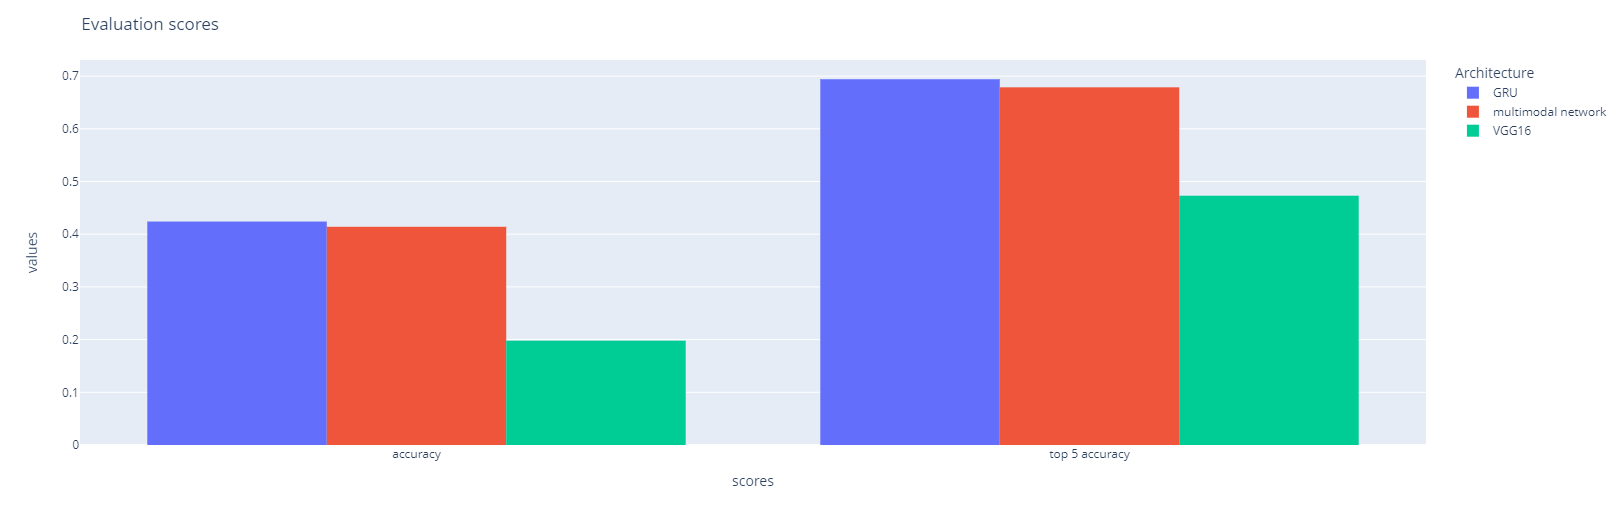 Evaluation scores
0.7
0.6
0.5
0.4
0.3
0.2
0.1
0
values
accuracy
top 5 accuracy
scores
Architecture
GRU
multimodal network
VGG16